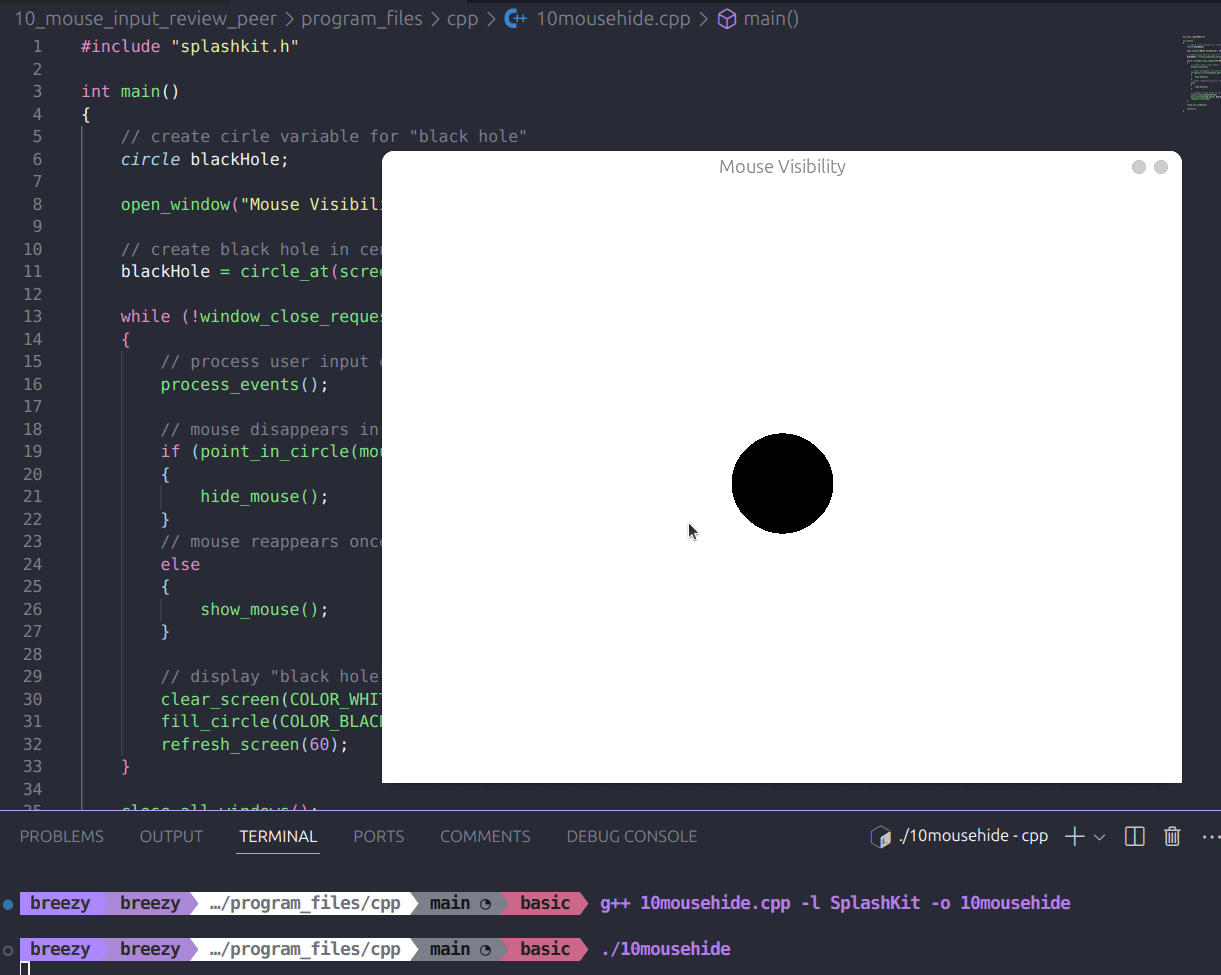 10_mouse_input_review_peer > program_files > cpp > 10mousehide.cpp > main()
1 #include "splashkit.h"
2
3 int main()
4 {
5 // create cirle variable for "black hole"
6 circle blackHole;
7
8 open_window("Mouse Visibili
9
10 // create black hole in cen
11 blackHole = circle_at(scree
12
13 while (!window_close_reques
14 {
15 // process user input e
16 process_events();
17
18 // mouse disappears in
19 if (point_in_circle(mou
20 {
21 hide_mouse();
22 }
23 // mouse reappears once
24 else
25 {
26 show_mouse();
27 }
28
29 // display "black hole"
30 clear_screen(COLOR_WHIT
31 fill_circle(COLOR_BLACK
32 refresh_screen(60);
33 }
34
35 close_all_windows();
Mouse Visibility
PROBLEMS OUTPUT TERMINAL PORTS COMMENTS DEBUG CONSOLE ./10mousehide - cpp
breezy breezy …/program_files/cpp main basic g++ 10mousehide.cpp -l SplashKit -o 10mousehide
breezy breezy …/program_files/cpp main basic ./10mousehide